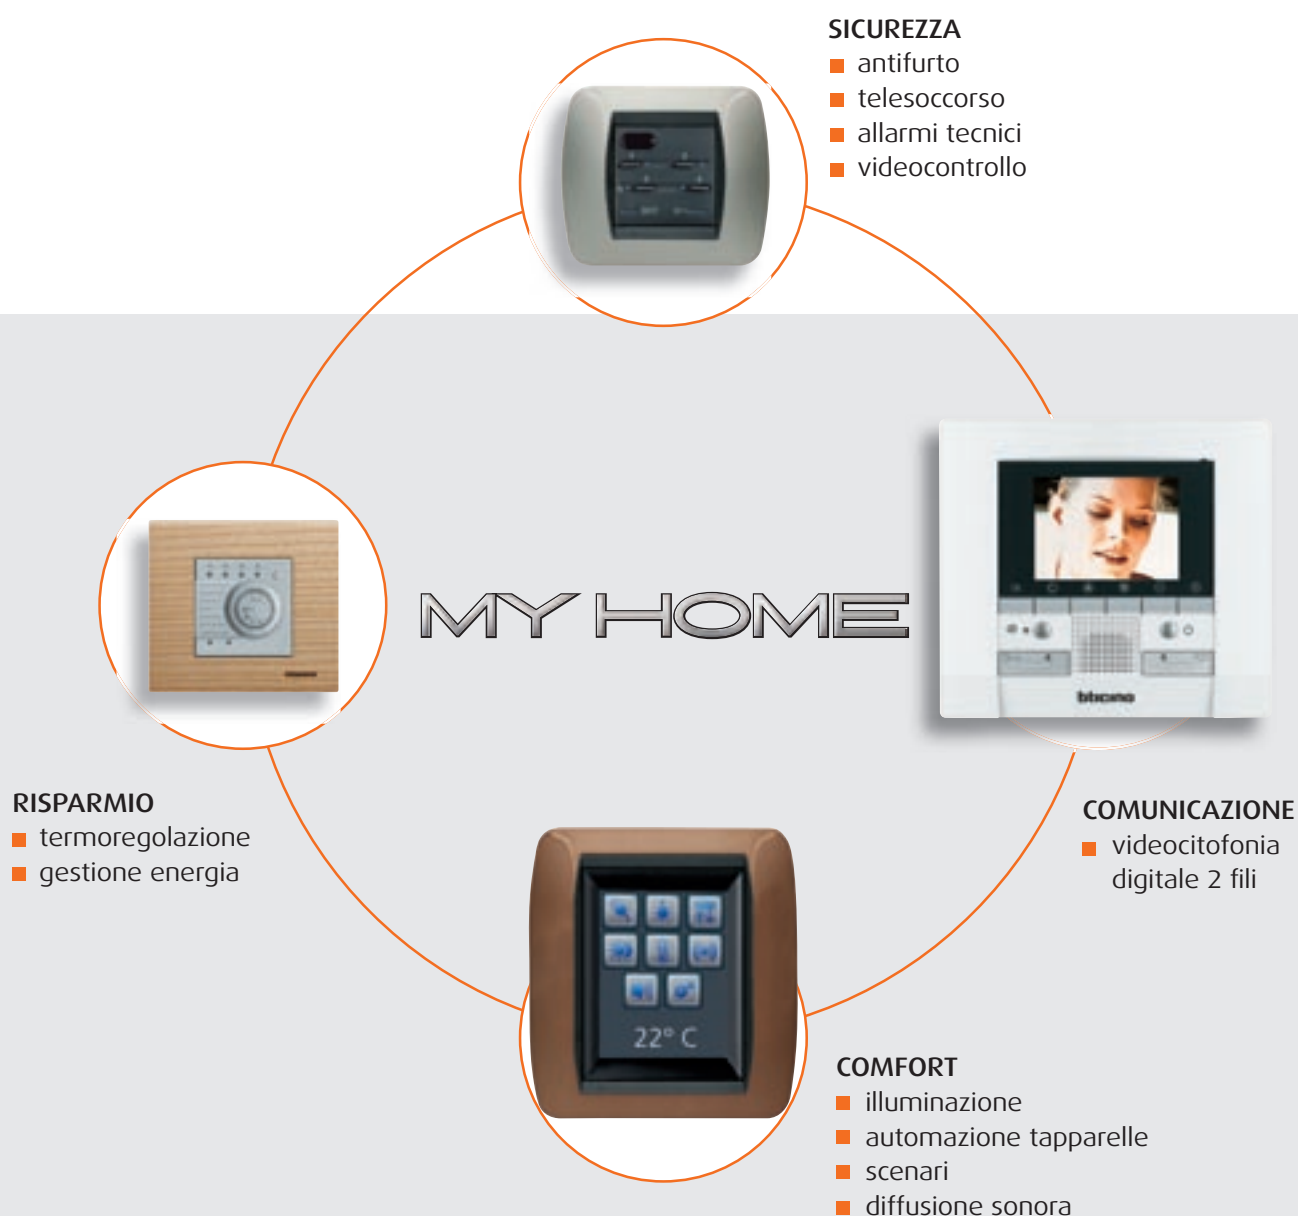 SICUREZZA
antifurto
telesoccorso
allarmi tecnici
videocontrollo
MY HOME
bticino
RISPARMIO
termoregolazione
gestione energia
COMUNICAZIONE
videocitofonia
digitale 2 fili
22° C
COMFORT
illuminazione
automazione tapparelle
scenari
diffusione sonora